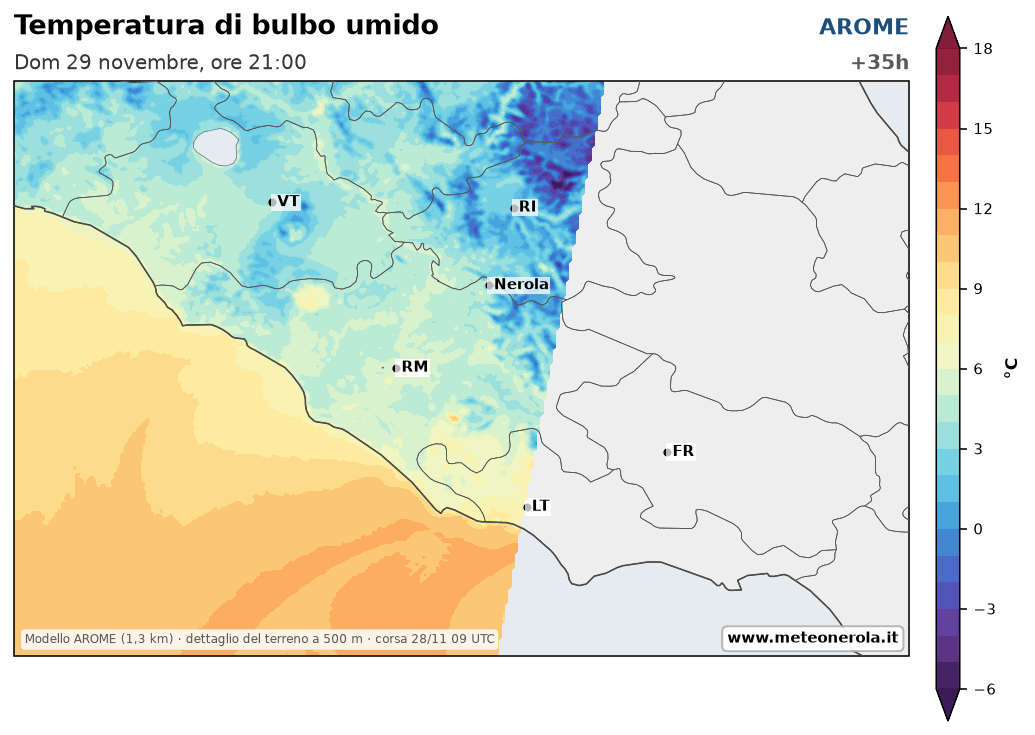 Temperatura di bulbo umido
AROME
Dom 29 novembre, ore 21:00
+35h
VT
RI
Nerola
RM
FR
LT
Modello AROME (1,3 km) · dettaglio del terreno a 500 m · corsa 28/11 09 UTC
www.meteonerola.it
18
15
12
9
6
3
0
−3
−6
°C